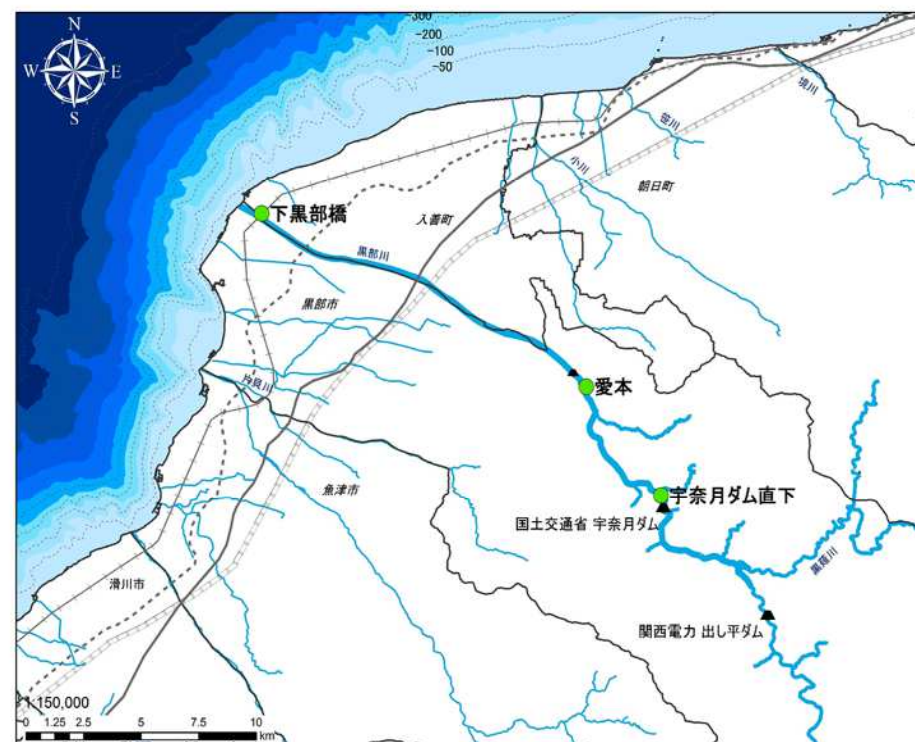 -300
-200
-100
-50
N
W
E
S
境川
笹川
小川
朝日町
下黒部橋
入善町
黒部川
黒部市
愛本
片貝川
魚津市
宇奈月ダム直下
国土交通省 宇奈月ダム
黒薙川
滑川市
関西電力 出し平ダム
1:150,000
0 1.25 2.5 5 7.5 10
km